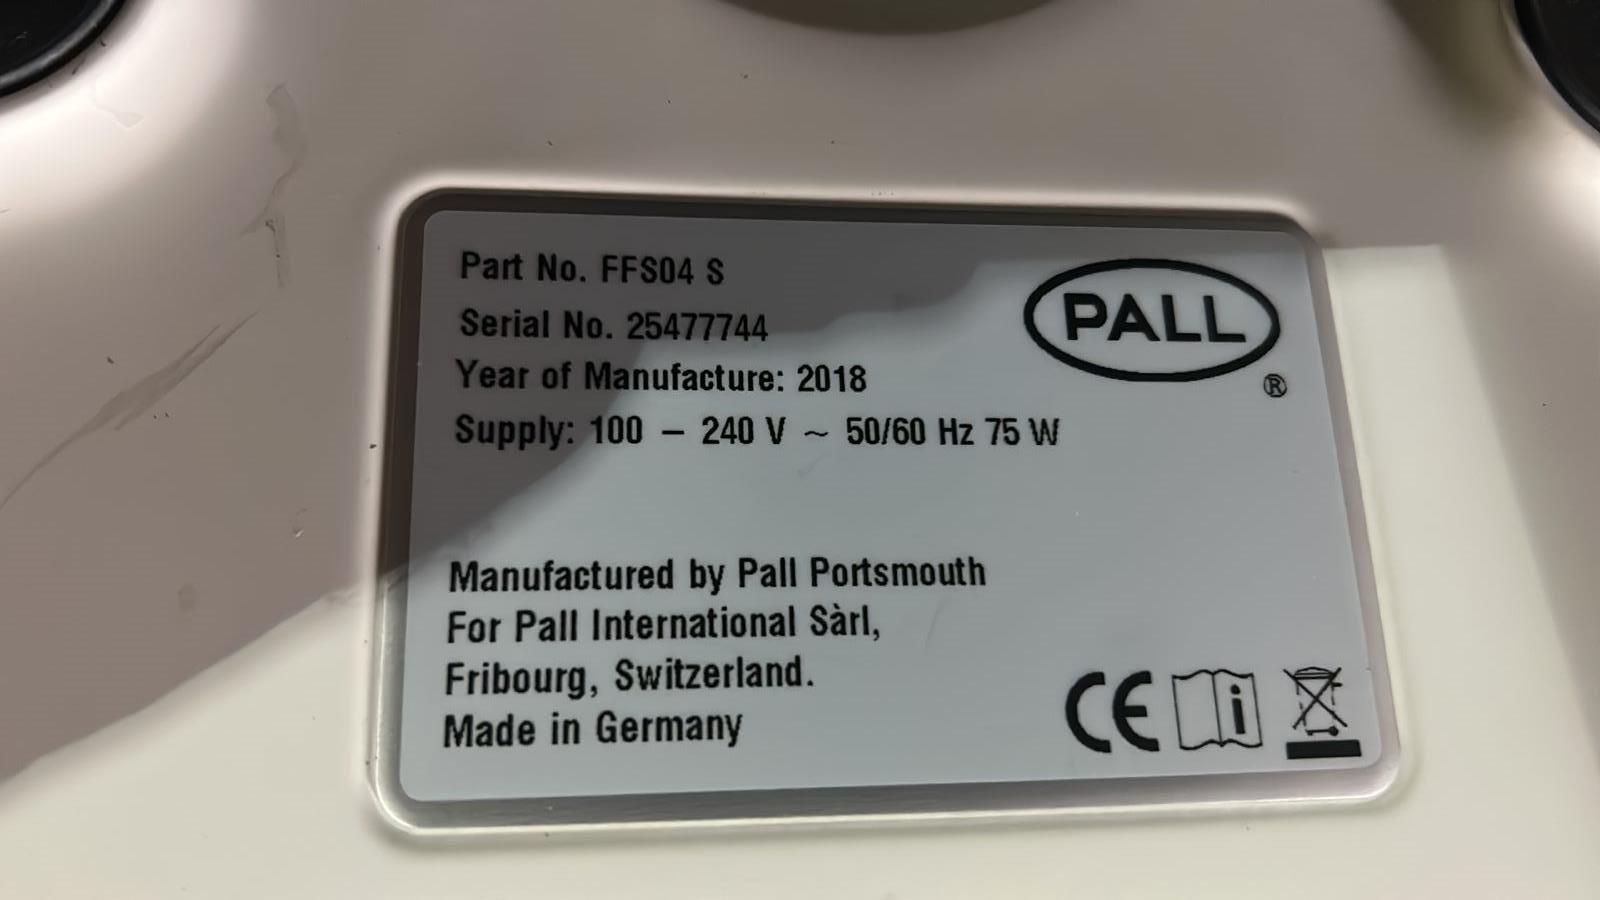 Part No. FFS04 S
PALL
®
Serial No. 25477744
Year of Manufacture: 2018
Supply: 100 – 240 V ~ 50/60 Hz 75 W
Manufactured by Pall Portsmouth
For Pall International Sàrl,
Fribourg, Switzerland.
Made in Germany
CE i